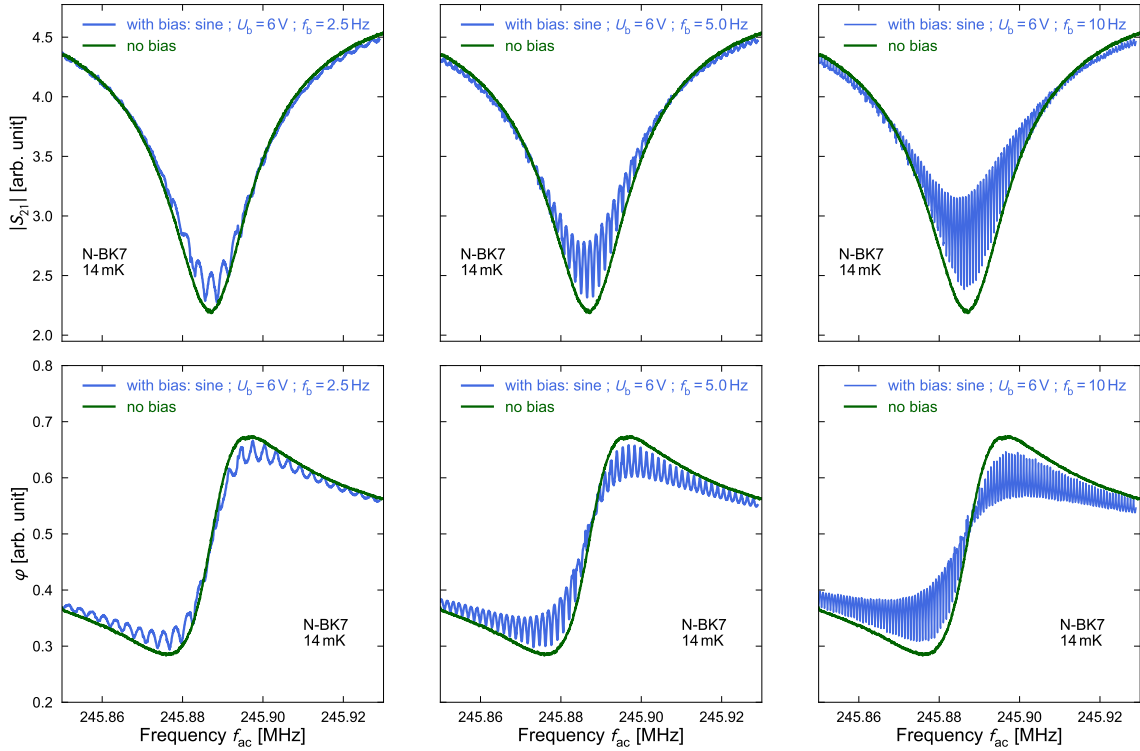 with bias: sine ; U_b = 6 V ; f_b = 2.5 Hz
no bias
with bias: sine ; U_b = 6 V ; f_b = 5.0 Hz
no bias
with bias: sine ; U_b = 6 V ; f_b = 10 Hz
no bias
4.5
4.0
3.5
3.0
2.5
2.0
|S_21| [arb. unit]
N-BK7
14 mK
N-BK7
14 mK
N-BK7
14 mK
with bias: sine ; U_b = 6 V ; f_b = 2.5 Hz
no bias
with bias: sine ; U_b = 6 V ; f_b = 5.0 Hz
no bias
with bias: sine ; U_b = 6 V ; f_b = 10 Hz
no bias
0.8
0.7
0.6
0.5
0.4
0.3
0.2
φ [arb. unit]
N-BK7
14 mK
N-BK7
14 mK
N-BK7
14 mK
245.86 245.88 245.90 245.92
245.86 245.88 245.90 245.92
245.86 245.88 245.90 245.92
Frequency f_ac [MHz]
Frequency f_ac [MHz]
Frequency f_ac [MHz]